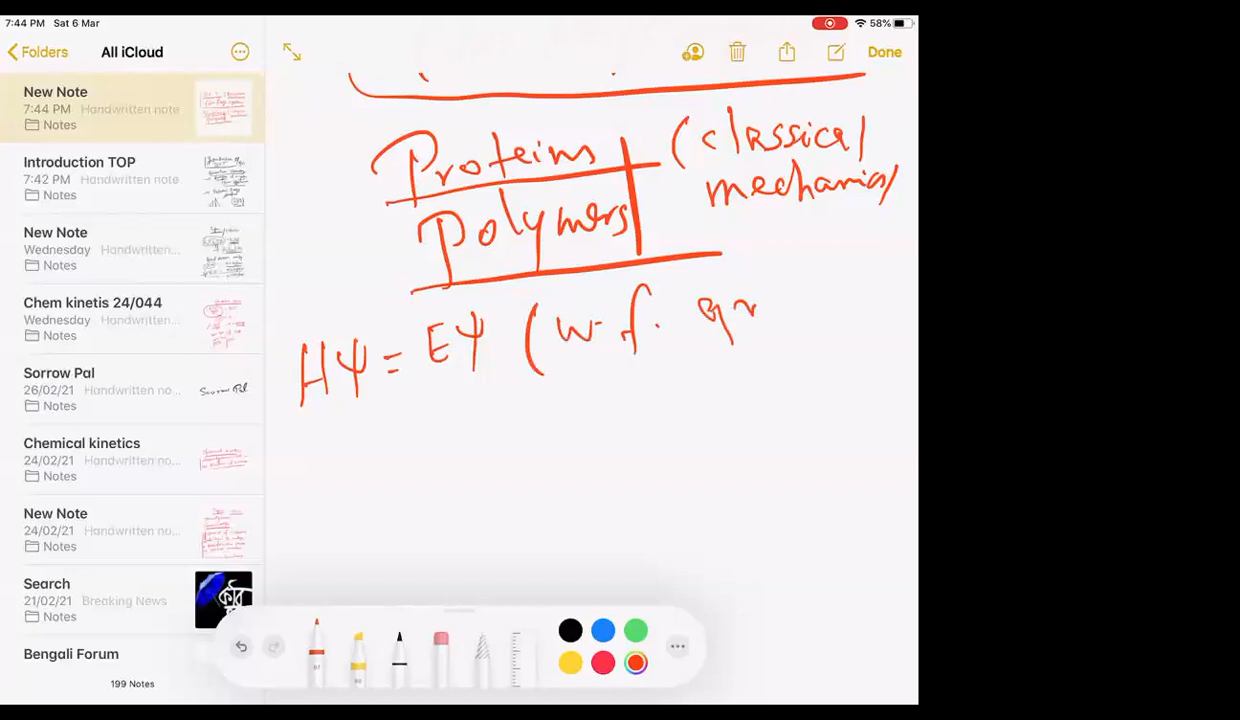 7:44 PM Sat 6 Mar
58%
Folders
All iCloud
Done
New Note
7:44 PM Handwritten note
Notes
Introduction TOP
7:42 PM Handwritten note
Notes
New Note
Wednesday Handwritten...
Notes
Chem kinetis 24/044
Wednesday Handwritten...
Notes
Sorrow Pal
26/02/21 Handwritten no...
Notes
Chemical kinetics
24/02/21 Handwritten no...
Notes
New Note
24/02/21 Handwritten no...
Notes
Search
21/02/21 Breaking News
Notes
Bengali Forum
199 Notes
Proteins (classical
mechanics)
Polymers
HΨ = EΨ (w.f.